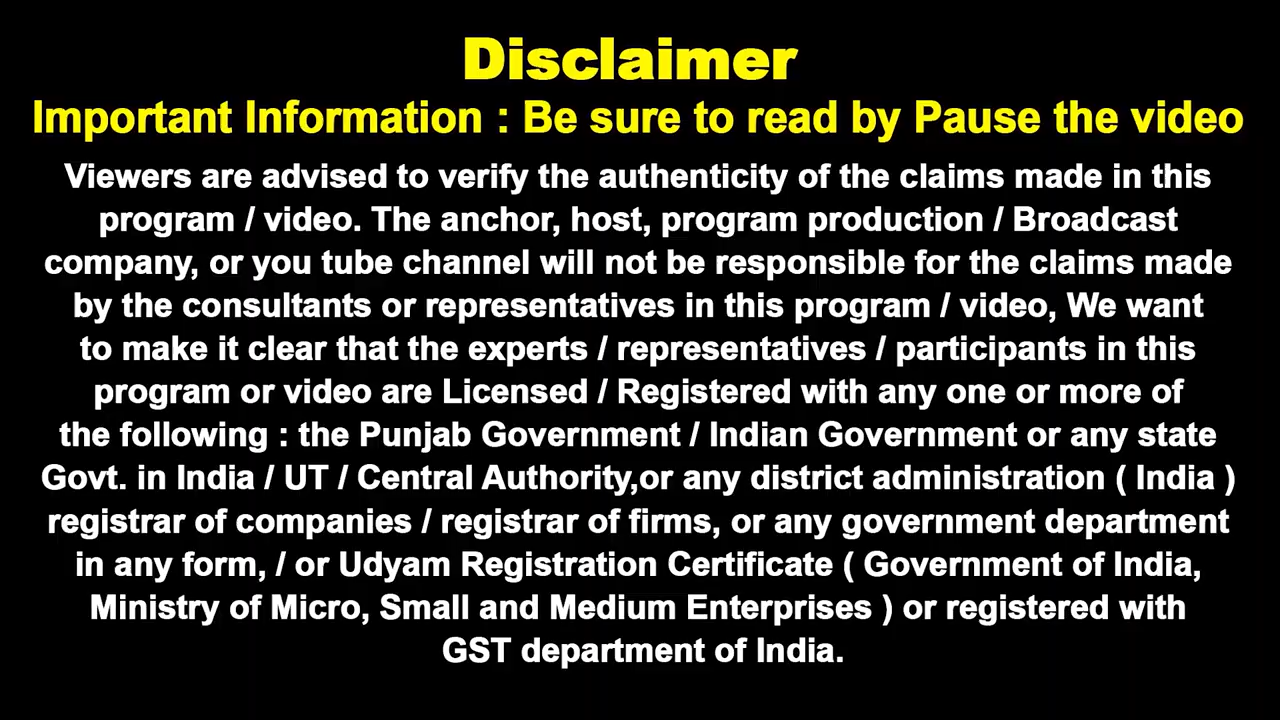 Disclaimer
Important Information : Be sure to read by Pause the video
Viewers are advised to verify the authenticity of the claims made in this
program / video. The anchor, host, program production / Broadcast
company, or you tube channel will not be responsible for the claims made
by the consultants or representatives in this program / video, We want
to make it clear that the experts / representatives / participants in this
program or video are Licensed / Registered with any one or more of
the following : the Punjab Government / Indian Government or any state
Govt. in India / UT / Central Authority,or any district administration ( India )
registrar of companies / registrar of firms, or any government department
in any form, / or Udyam Registration Certificate ( Government of India,
Ministry of Micro, Small and Medium Enterprises ) or registered with
GST department of India.